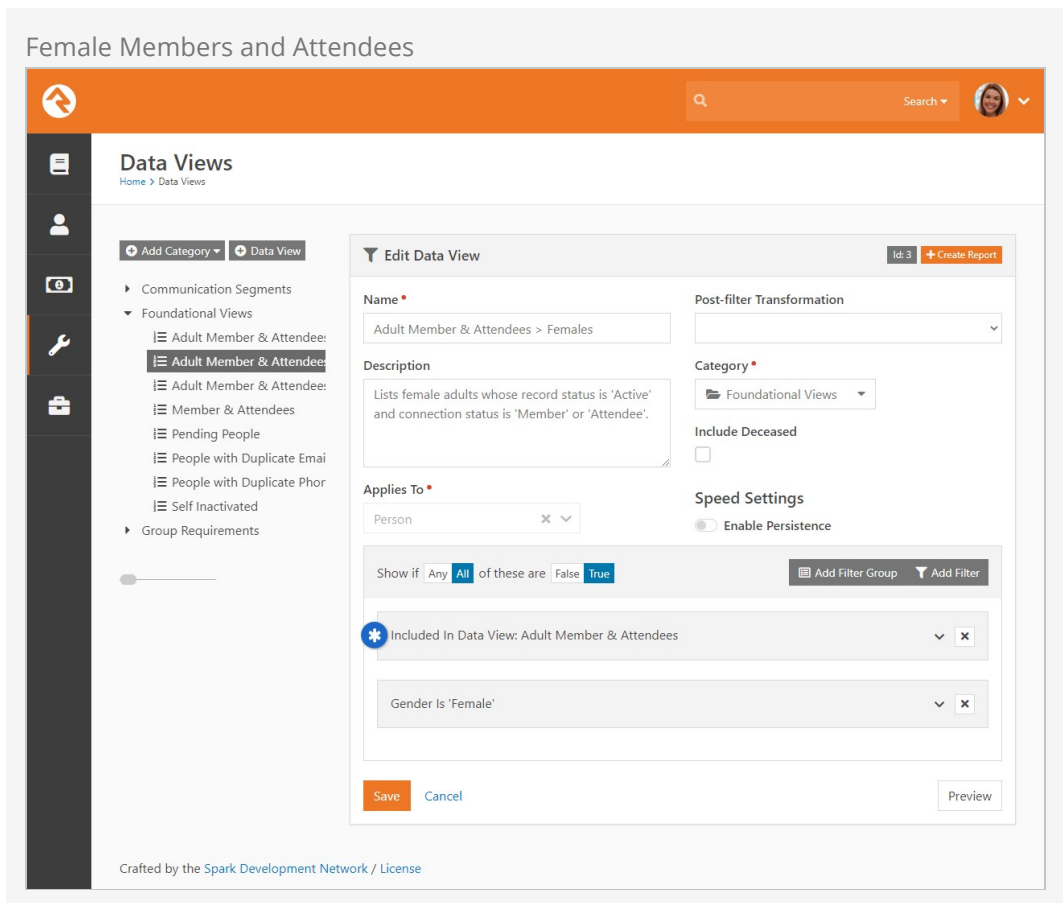 Female Members and Attendees
Search
Data Views
Home > Data Views
Add Category
Data View
Communication Segments
Foundational Views
Adult Member & Attendees
Adult Member & Attendees
Adult Member & Attendees
Member & Attendees
Pending People
People with Duplicate Emai
People with Duplicate Phor
Self Inactivated
Group Requirements
Edit Data View
Id: 3
Create Report
Name
Adult Member & Attendees > Females
Post-filter Transformation
Description
Lists female adults whose record status is 'Active'
and connection status is 'Member' or 'Attendee'.
Category
Foundational Views
Include Deceased
Applies To
Person
Speed Settings
Enable Persistence
Show if Any All of these are False True
Add Filter Group
Add Filter
Included In Data View: Adult Member & Attendees
Gender Is 'Female'
Save
Cancel
Preview
Crafted by the Spark Development Network / License